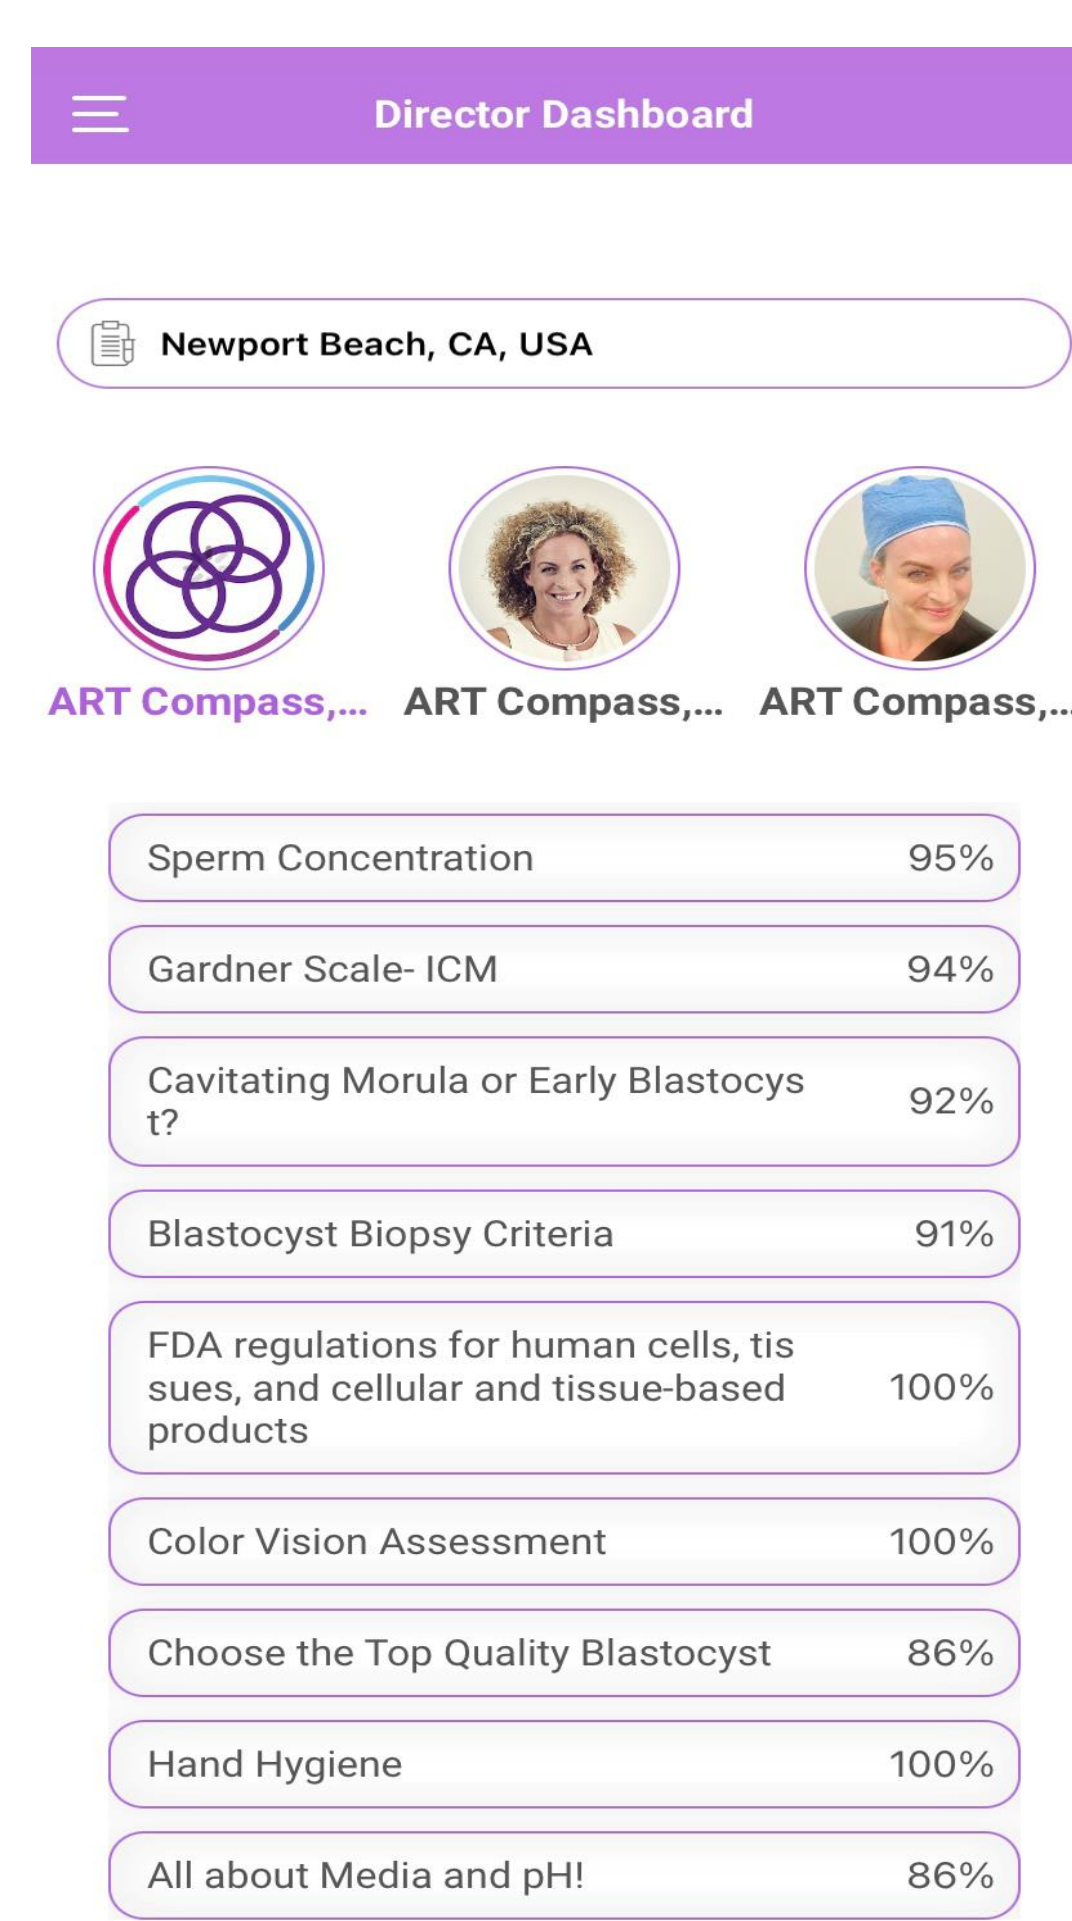 Director Dashboard
Newport Beach, CA, USA
ART Compass,... ART Compass,... ART Compass,...
Sperm Concentration 95%
Gardner Scale- ICM 94%
Cavitating Morula or Early Blastocys
t? 92%
Blastocyst Biopsy Criteria 91%
FDA regulations for human cells, tis
sues, and cellular and tissue-based 100%
products
Color Vision Assessment 100%
Choose the Top Quality Blastocyst 86%
Hand Hygiene 100%
All about Media and pH! 86%